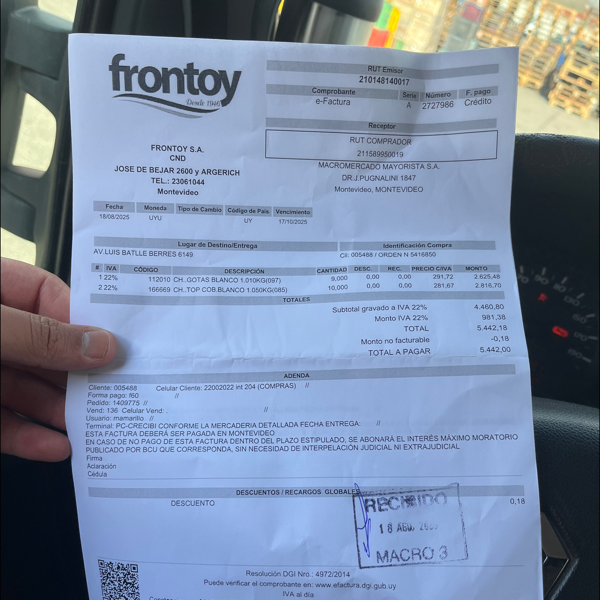 frontoy
Desde 1946
RUT Emisor
210148140017
Comprobante Serie Número F. pago
e-Factura A 2727986 Crédito
Receptor
RUT COMPRADOR
211589950019
MACROMERCADO MAYORISTA S.A.
DR.J.PUGNALINI 1847
Montevideo, MONTEVIDEO
FRONTOY S.A.
CND
JOSE DE BEJAR 2600 y ARGERICH
TEL.: 23061044
Montevideo
Fecha Moneda Tipo de Cambio Código de País Vencimiento
18/08/2025 UYU UY 17/10/2025
Lugar de Destino/Entrega Identificación Compra
AV.LUIS BATLLE BERRES 6149 Cli: 005488 / ORDEN N 5416850
# IVA CÓDIGO DESCRIPCIÓN CANTIDAD DESC. REC. PRECIO C/IVA MONTO
1 22% 112010 CH. GOTAS BLANCO 1.010KG(097) 9,000 0,00 0,00 291,72 2.625,48
2 22% 166669 CH. TOP COB.BLANCO 1.050KG(085) 10,000 0,00 0,00 281,67 2.816,70
TOTALES
Subtotal gravado a IVA 22% 4.460,80
Monto IVA 22% 981,38
TOTAL 5.442,18
Monto no facturable -0,18
TOTAL A PAGAR 5.442,00
ADENDA
Cliente: 005488 Celular Cliente: 22002022 int 204 (COMPRAS) //
Forma pago: f60 //
Pedido: 1409775 //
Vend: 136 Celular Vend: //
Usuario: mamarillo //
Terminal: PC-CRECIBI CONFORME LA MERCADERIA DETALLADA FECHA ENTREGA: //
ESTA FACTURA DEBERÁ SER PAGADA EN MONTEVIDEO
EN CASO DE NO PAGO DE ESTA FACTURA DENTRO DEL PLAZO ESTIPULADO, SE ABONARÁ EL INTERÉS MÁXIMO MORATORIO
PUBLICADO POR BCU QUE CORRESPONDA, SIN NECESIDAD DE INTERPELACIÓN JUDICIAL NI EXTRAJUDICIAL
Firma
Aclaración
Cédula
DESCUENTOS / RECARGOS GLOBALES
DESCUENTO 0,18
RECIBIDO
18 AGO.
MACRO 3
Resolución DGI Nro.: 4972/2014
Puede verificar el comprobante en: www.efactura.dgi.gub.uy
IVA al día